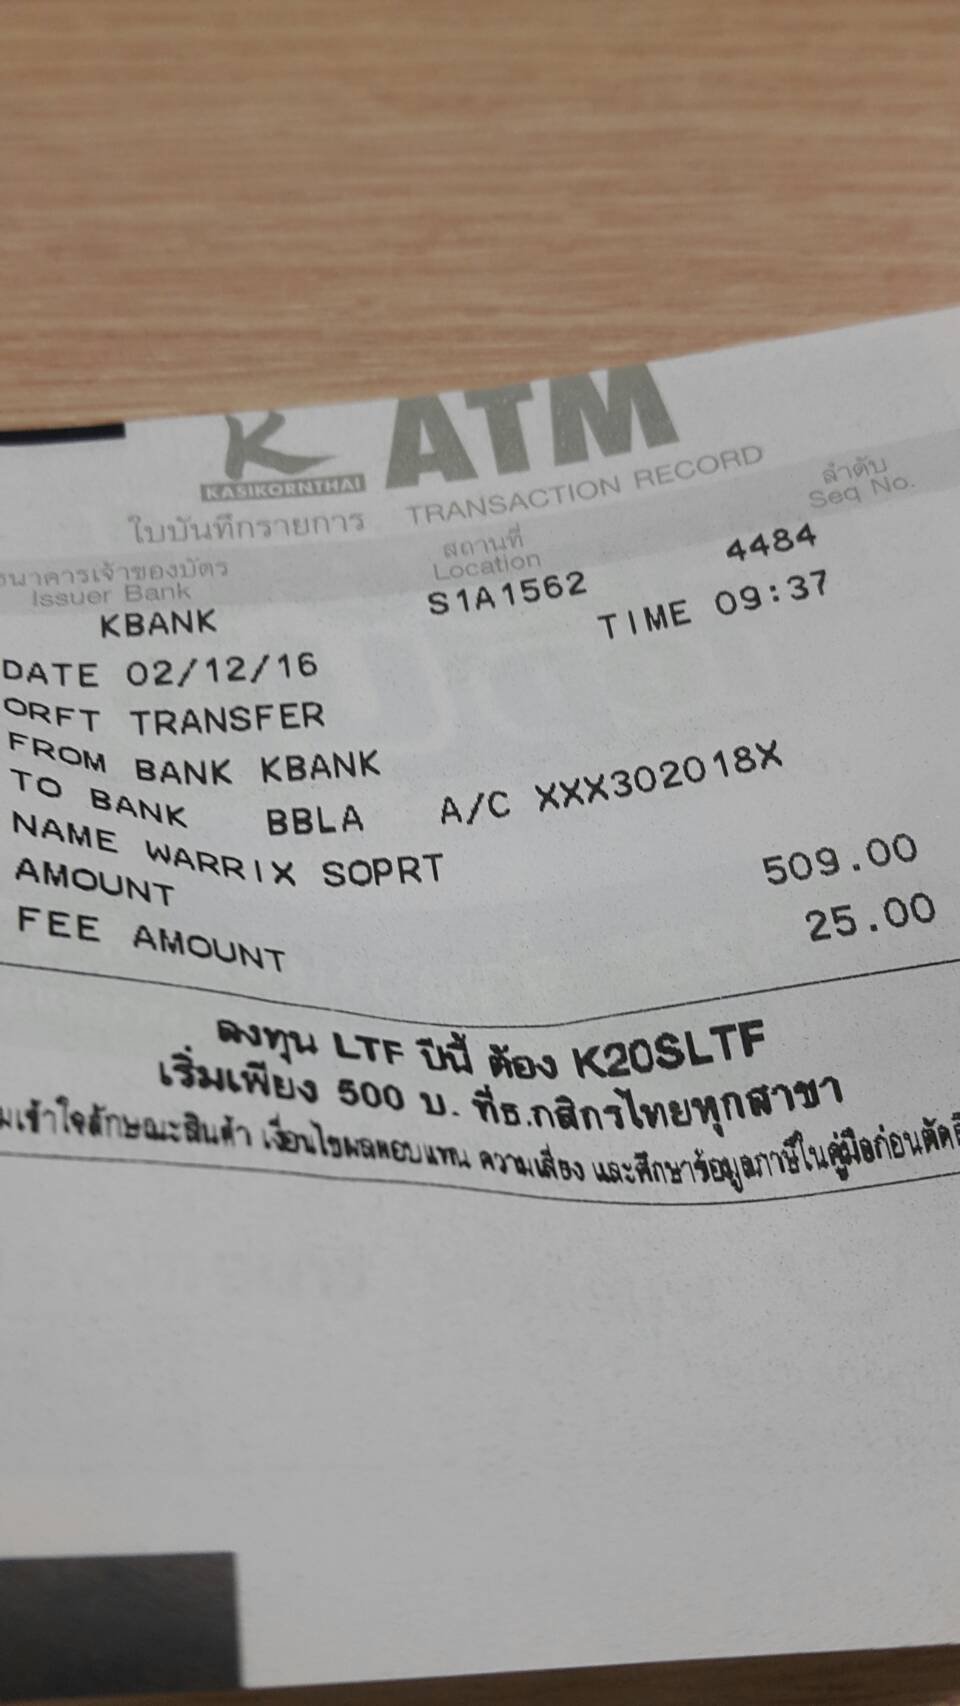 K ATM
KASIKORNTHAI
ใบบันทึกรายการ TRANSACTION RECORD
ธนาคารเจ้าของบัตร สถานที่ ลำดับ
Issuer Bank Location Seq No.
KBANK S1A1562 4484
DATE 02/12/16 TIME 09:37
ORFT TRANSFER
FROM BANK KBANK
TO BANK BBLA A/C XXX302018X
NAME WARRIX SOPRT
AMOUNT 509.00
FEE AMOUNT 25.00
ลงทุน LTF ปีนี้ ต้อง K20SLTF
เริ่มเพียง 500 บ. ที่ธ.กสิกรไทยทุกสาขา
เข้าใจลักษณะสินค้า เงื่อนไขผลตอบแทน ความเสี่ยง และศึกษาข้อมูลภาษีในคู่มือก่อนตัด